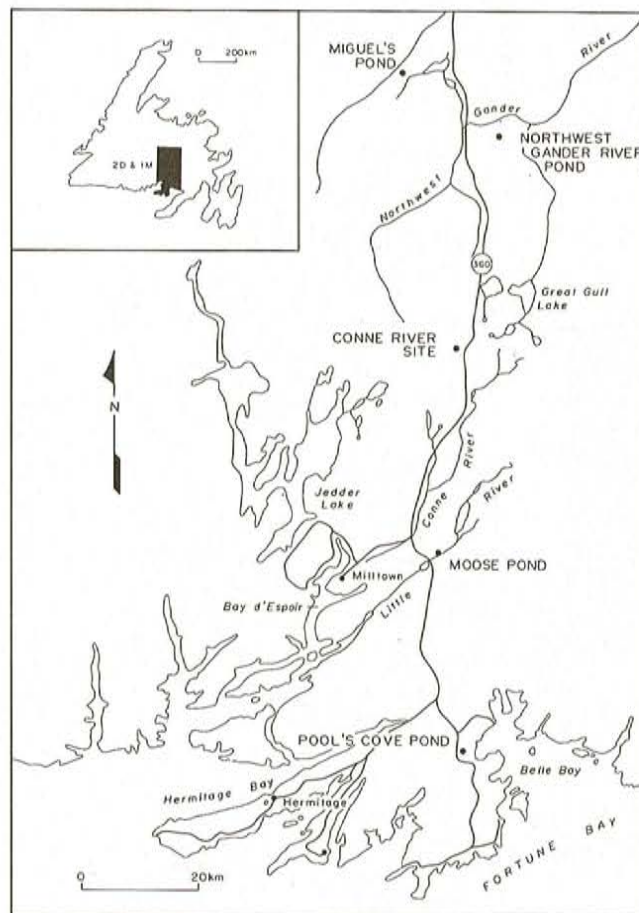 0 200km
2D & 1M
MIGUEL'S
POND
River
Gander
NORTHWEST
GANDER RIVER
POND
Northwest
360
Great Gull
Lake
CONNE RIVER
SITE
N
River
Conne
River
Jedder
Lake
MOOSE POND
Milltown
Bay d'Espoir
Little
POOL'S COVE POND
Belle Bay
Hermitage Bay
Hermitage
FORTUNE BAY
0 20km